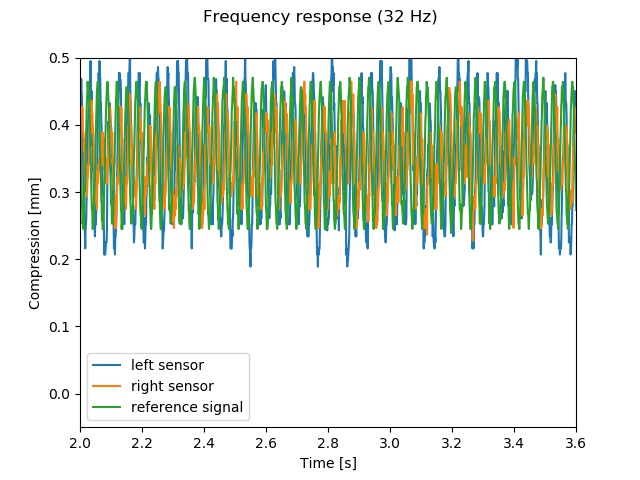 Frequency response (32 Hz)
0.5
0.4
0.3
0.2
0.1
0.0
Compression [mm]
left sensor
right sensor
reference signal
2.0 2.2 2.4 2.6 2.8 3.0 3.2 3.4 3.6
Time [s]